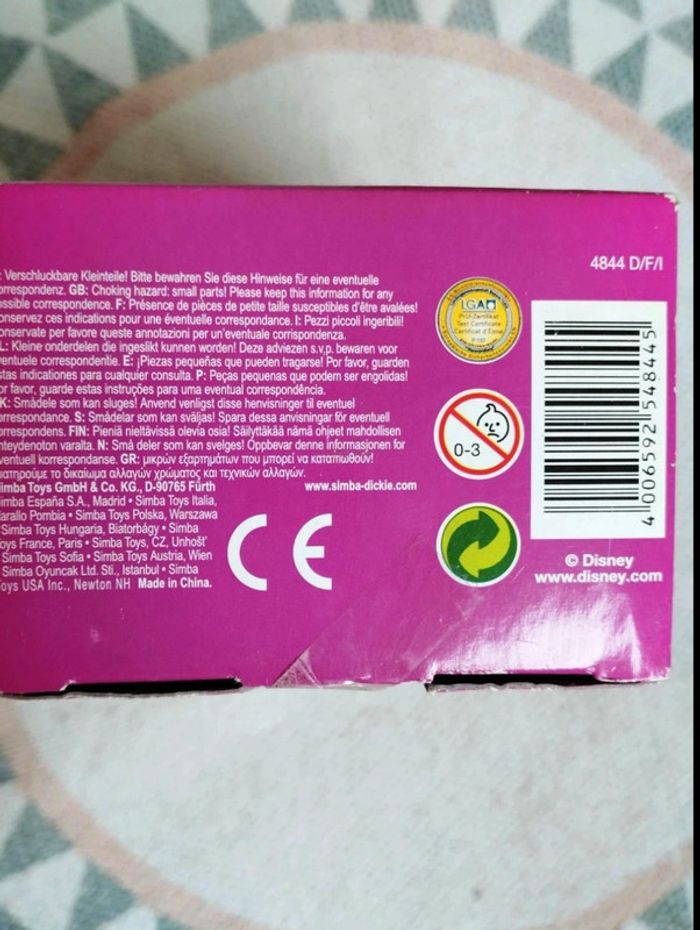 4844 D/F/I
: Verschluckbare Kleinteile! Bitte bewahren Sie diese Hinweise für eine eventuelle
orrespondenz. GB: Choking hazard: small parts! Please keep this information for any
ossible correspondence. F: Présence de pièces de petite taille susceptibles d'être avalées!
onservez ces indications pour une éventuelle correspondance. I: Pezzi piccoli ingeribili!
onservate per favore queste annotazioni per un'eventuale corrispondenza.
L: Kleine onderdelen die ingeslikt kunnen worden! Deze adviezen s.v.p. bewaren voor
ventuele correspondentie. E: ¡Piezas pequeñas que pueden tragarse! Por favor, guarden
stas indicaciones para cualquier consulta. P: Peças pequenas que podem ser engolidas!
or favor, guarde estas instruções para uma eventual correspondência.
K: Smådele som kan sluges! Anvend venligst disse henvisninger til eventuel
orrespondance. S: Smådelar som kan sväljas! Spara dessa anvisningar för eventuell
orrespondens. FIN: Pieniä nieltävissä olevia osia! Säilyttäkää nämä ohjeet mahdollisen
hteydenoton varalta. N: Små deler som kan svelges! Oppbevar denne informasjonen for
ventuell korrespondanse. GR: μικρών εξαρτημάτων που μπορεί να καταπιωθούν!
ιατηρούμε το δικαίωμα αλλαγών χρώματος και τεχνικών αλλαγών.
imba Toys GmbH & Co. KG., D-90765 Fürth www.simba-dickie.com
imba España S.A., Madrid • Simba Toys Italia,
arallo Pombia • Simba Toys Polska, Warszawa
Simba Toys Hungaria, Biatorbágy • Simba
oys France, Paris • Simba Toys, CZ, Unhošť
Simba Toys Sofia • Simba Toys Austria, Wien
Simba Oyuncak Ltd. Sti., Istanbul • Simba
oys USA Inc., Newton NH Made in China.
CE
LGA
Prüf-Zertifikat
Test Certificate
Certificat d'Essai
0-3
4 006592 548445
© Disney
www.disney.com